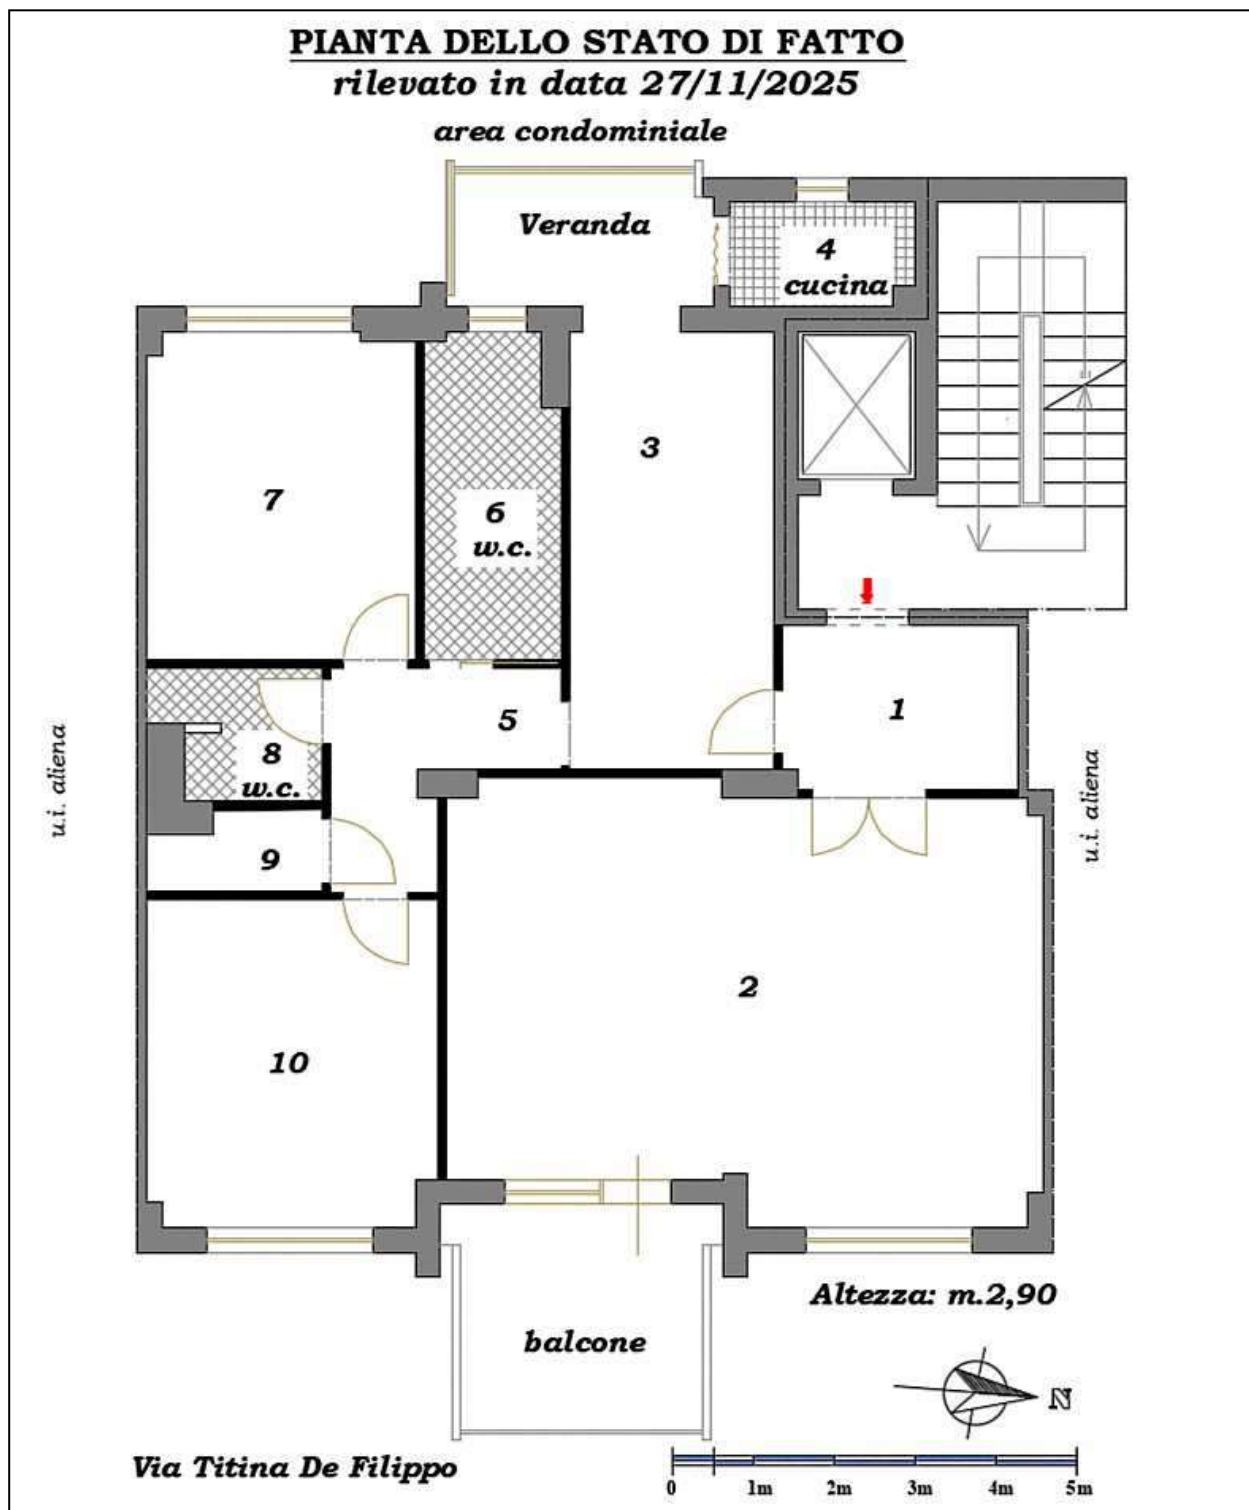 PIANTA DELLO STATO DI FATTO
rilevato in data 27/11/2025
area condominiale
Veranda
4
cucina
3
7
6
w.c.
5
1
8
w.c.
u.i. aliena
u.i. aliena
9
2
10
Altezza: m.2,90
balcone
N
Via Titina De Filippo
0 1m 2m 3m 4m 5m